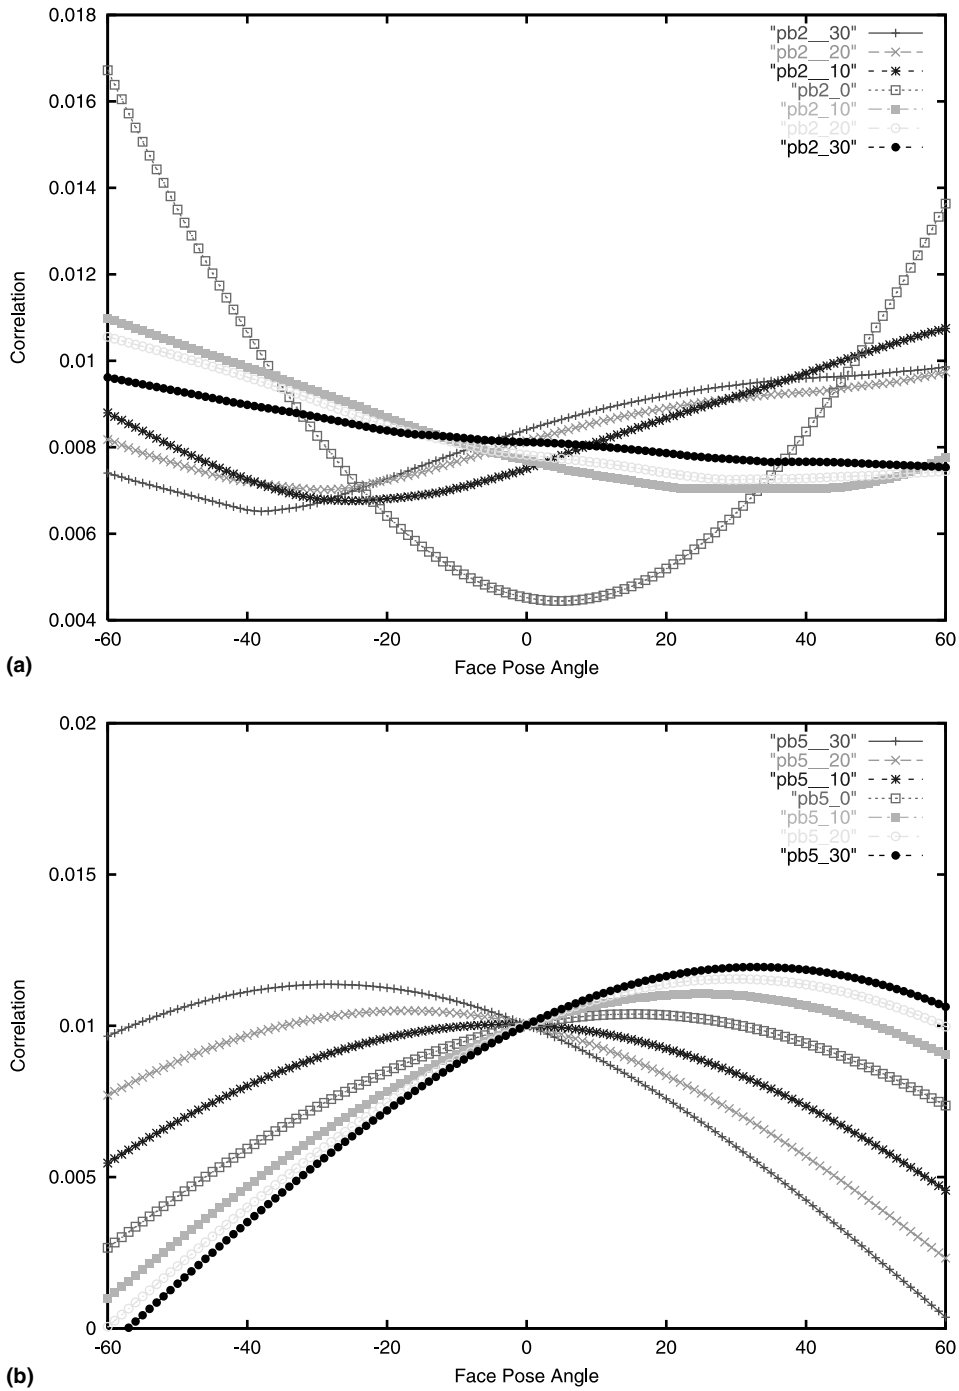 0.018
0.016
0.014
0.012
0.01
0.008
0.006
0.004
Correlation
"pb2__30"
"pb2__20"
"pb2__10"
"pb2_0"
"pb2_10"
"pb2_20"
"pb2_30"
-60 -40 -20 0 20 40 60
Face Pose Angle
(a)
0.02
0.015
0.01
0.005
0
Correlation
"pb5__30"
"pb5__20"
"pb5__10"
"pb5_0"
"pb5_10"
"pb5_20"
"pb5_30"
-60 -40 -20 0 20 40 60
Face Pose Angle
(b)